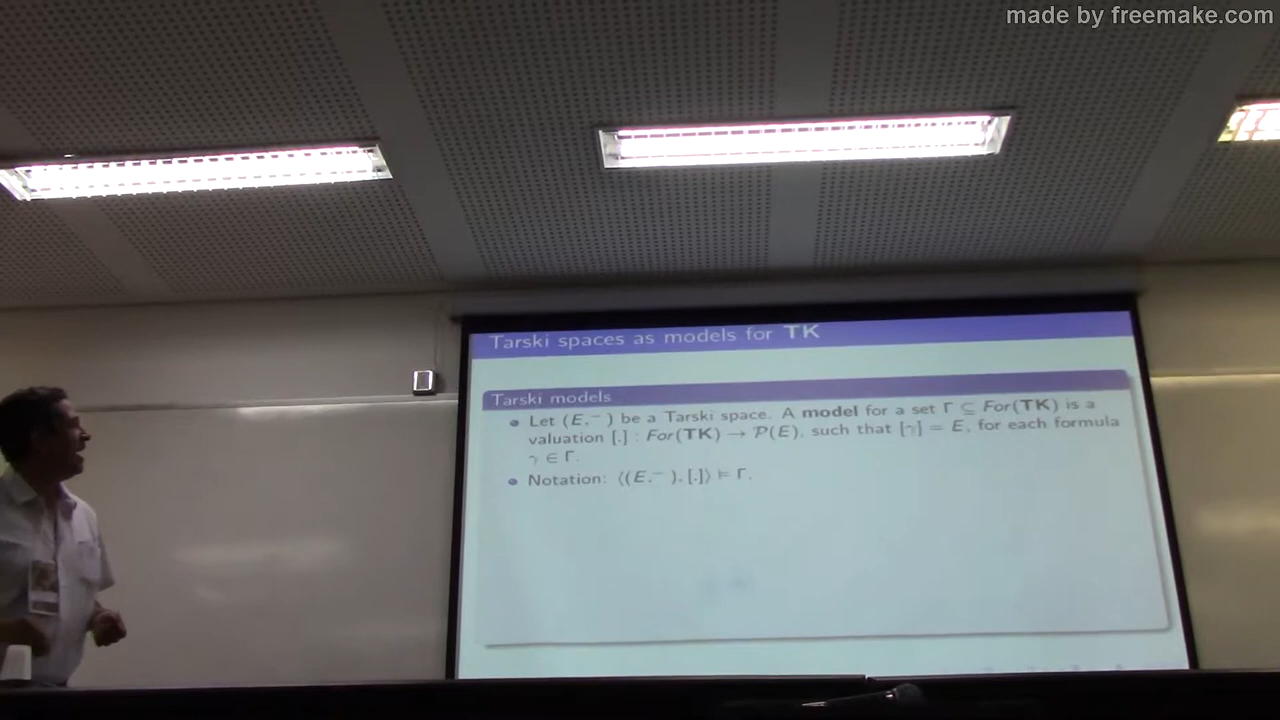 made by freemake.com
Tarski spaces as models for TK
Tarski models
Let (E,⁻) be a Tarski space. A model for a set Γ ⊆ For(TK) is a
valuation [.] : For(TK) → 𝒫(E), such that [γ] = E, for each formula
γ ∈ Γ.
Notation: ⟨(E,⁻), [.]⟩ ⊨ Γ.